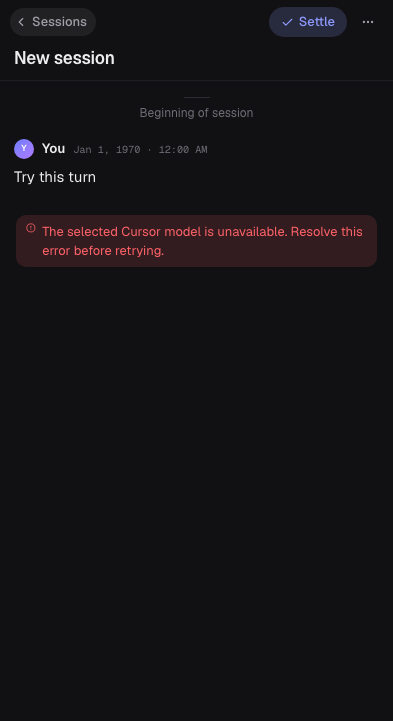 Sessions
Settle
New session
Beginning of session
Y
You Jan 1, 1970 · 12:00 AM
Try this turn
The selected Cursor model is unavailable. Resolve this
error before retrying.